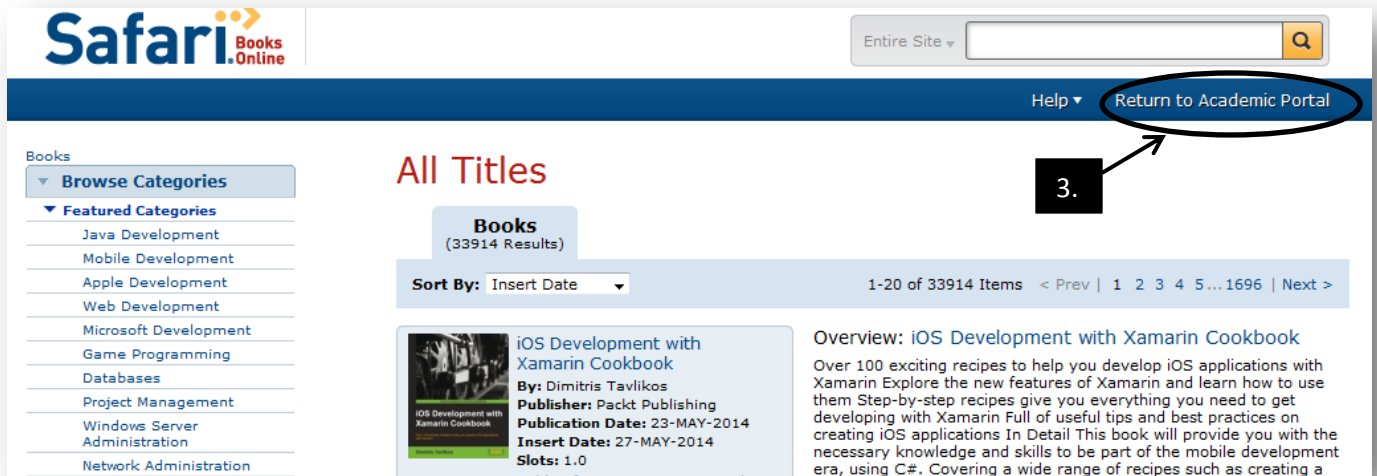 Safari Books Online
Entire Site
Help Return to Academic Portal
3.
Books
Browse Categories
Featured Categories
Java Development
Mobile Development
Apple Development
Web Development
Microsoft Development
Game Programming
Databases
Project Management
Windows Server
Administration
Network Administration
All Titles
Books
(33914 Results)
Sort By: Insert Date
1-20 of 33914 Items < Prev | 1 2 3 4 5...1696 | Next >
iOS Development with
Xamarin Cookbook
iOS Development with
Xamarin Cookbook
By: Dimitris Tavlikos
Publisher: Packt Publishing
Publication Date: 23-MAY-2014
Insert Date: 27-MAY-2014
Slots: 1.0
Overview: iOS Development with Xamarin Cookbook
Over 100 exciting recipes to help you develop iOS applications with
Xamarin Explore the new features of Xamarin and learn how to use
them Step-by-step recipes give you everything you need to get
developing with Xamarin Full of useful tips and best practices on
creating iOS applications In Detail This book will provide you with the
necessary knowledge and skills to be part of the mobile development
era, using C#. Covering a wide range of recipes such as creating a